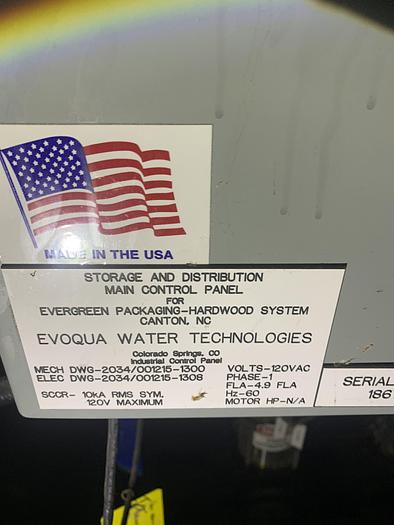 MADE IN THE USA
STORAGE AND DISTRIBUTION
MAIN CONTROL PANEL
FOR
EVERGREEN PACKAGING-HARDWOOD SYSTEM
CANTON, NC
EVOQUA WATER TECHNOLOGIES
Colorado Springs, CO
Industrial Control Panel
MECH DWG-2034/001215-1300 VOLTS-120VAC
ELEC DWG-2034/001215-1308 PHASE-1
FLA-4.9 FLA
SCCR- 10kA RMS SYM. Hz-60
120V MAXIMUM MOTOR HP-N/A
SERIAL
186